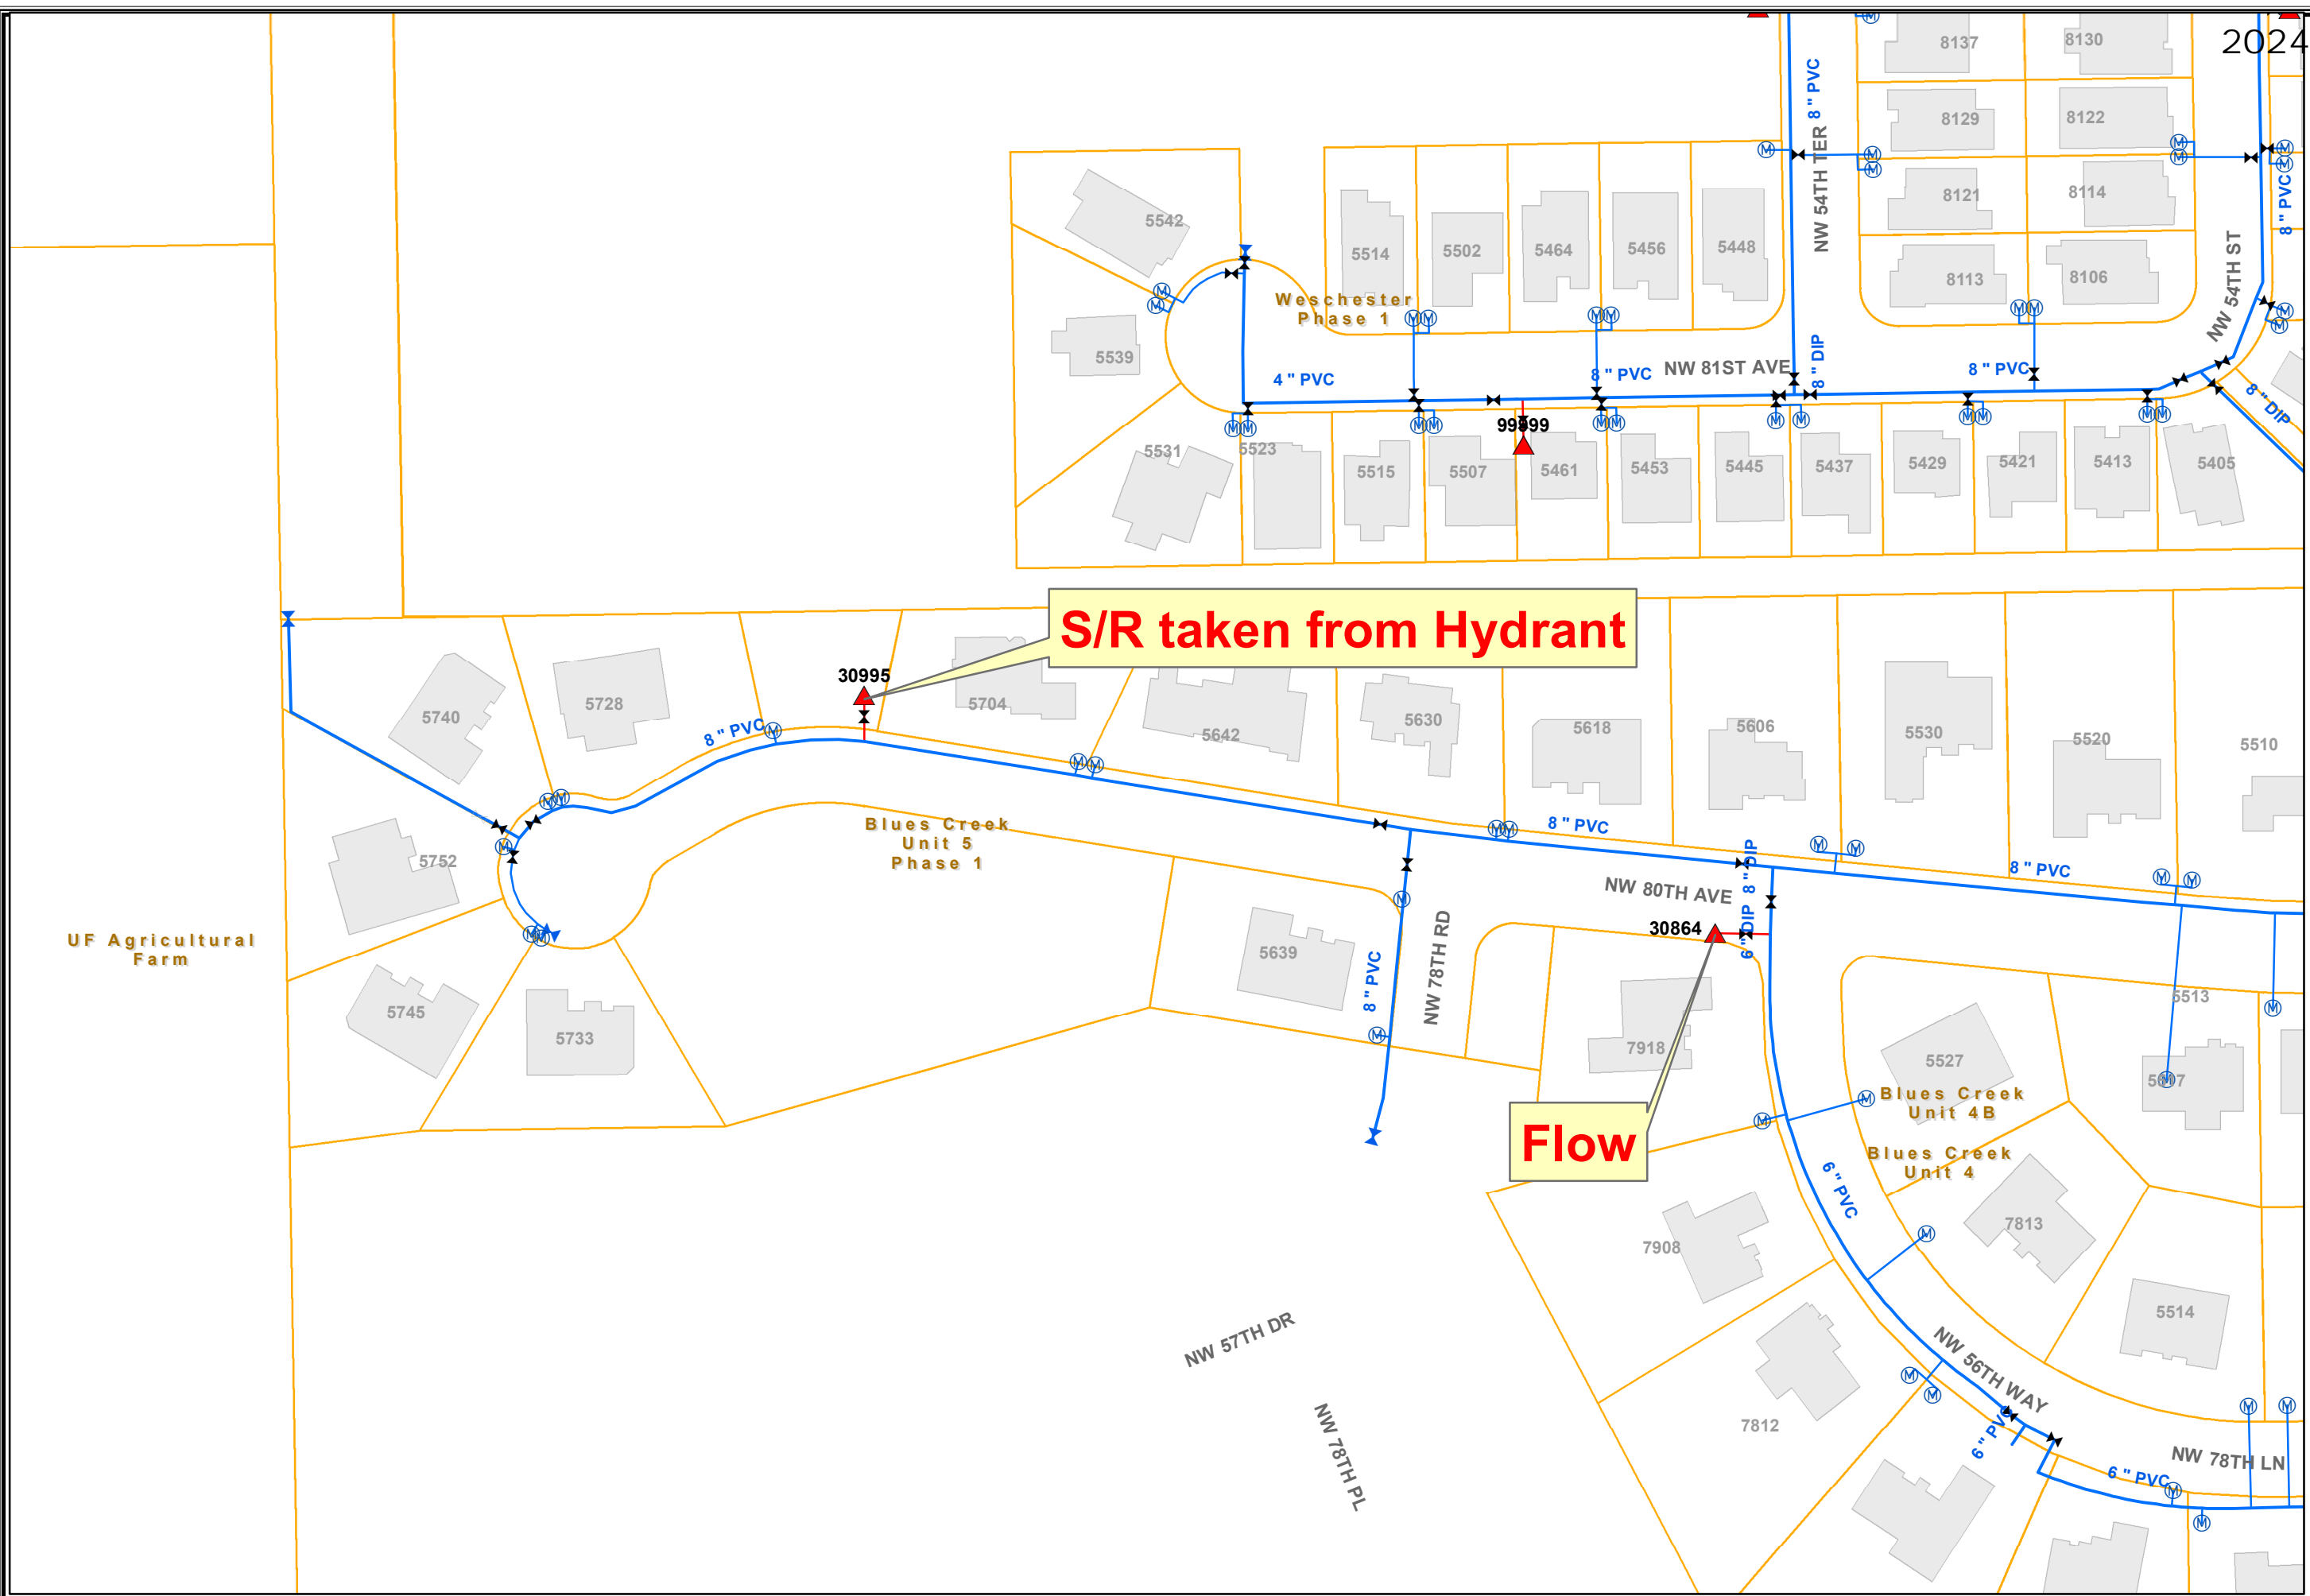 2024
8137
8130
8 " PVC
8129
8122
NW 54TH TER
8121
8114
8 " PVC
5542
5514
5502
5464
5456
5448
8113
8106
NW 54TH ST
Weschester
Phase 1
5539
4 " PVC
8 " PVC
NW 81ST AVE
8 " DIP
8 " PVC
8 " DIP
5531
5523
5515
5507
5461
5453
5445
5437
5429
5421
5413
5405
S/R taken from Hydrant
30995
5740
5728
8 " PVC
5704
5642
5630
5618
5606
5530
5520
5510
Blues Creek
Unit 5
Phase 1
8 " PVC
8 " DIP
8 " PVC
5752
NW 80TH AVE
6 " DIP
30864
UF Agricultural
Farm
5639
8 " PVC
NW 78TH RD
5745
5733
7918
5527
5513
Blues Creek
Unit 4B
Flow
Blues Creek
Unit 4
6 " PVC
7908
7813
NW 57TH DR
5514
NW 56TH WAY
7812
NW 78TH PL
6 " PVC
NW 78TH LN
6 " PVC